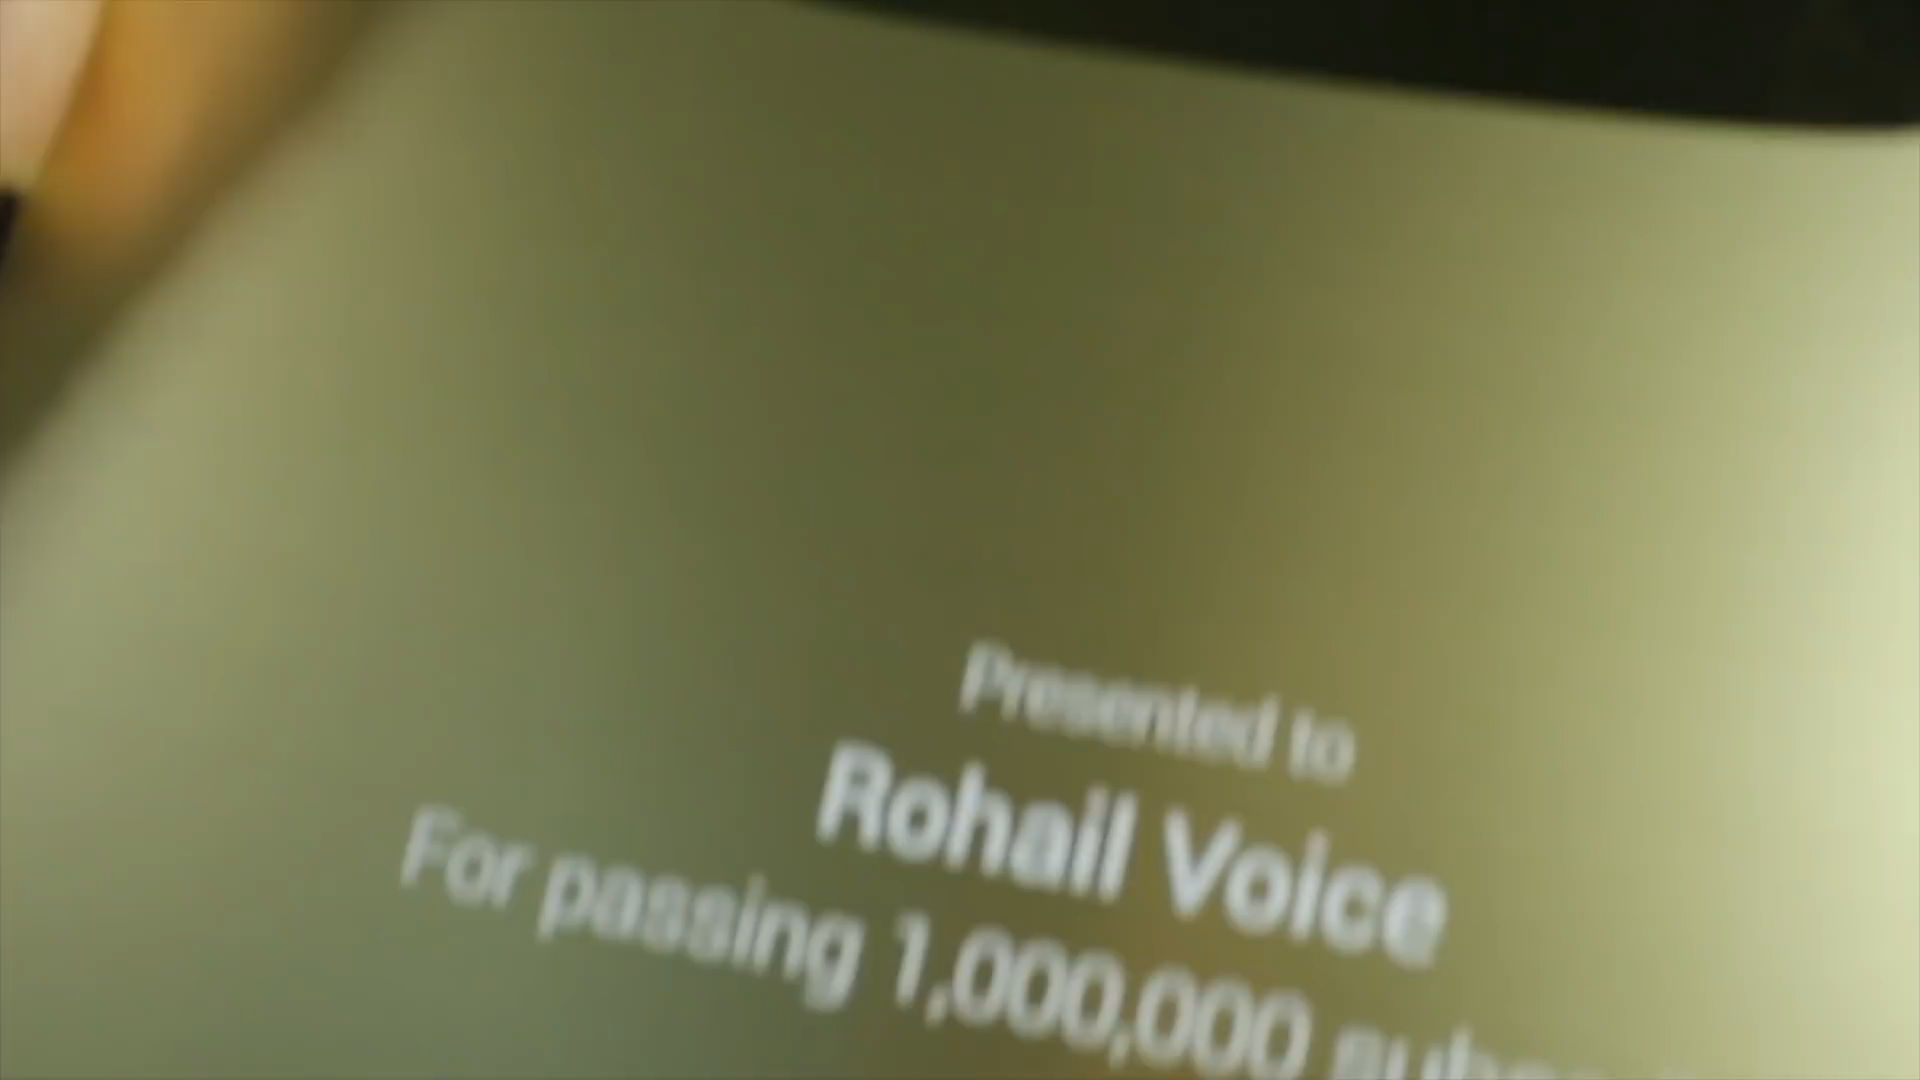 Presented to
Rohail Voice
For passing 1,000,000